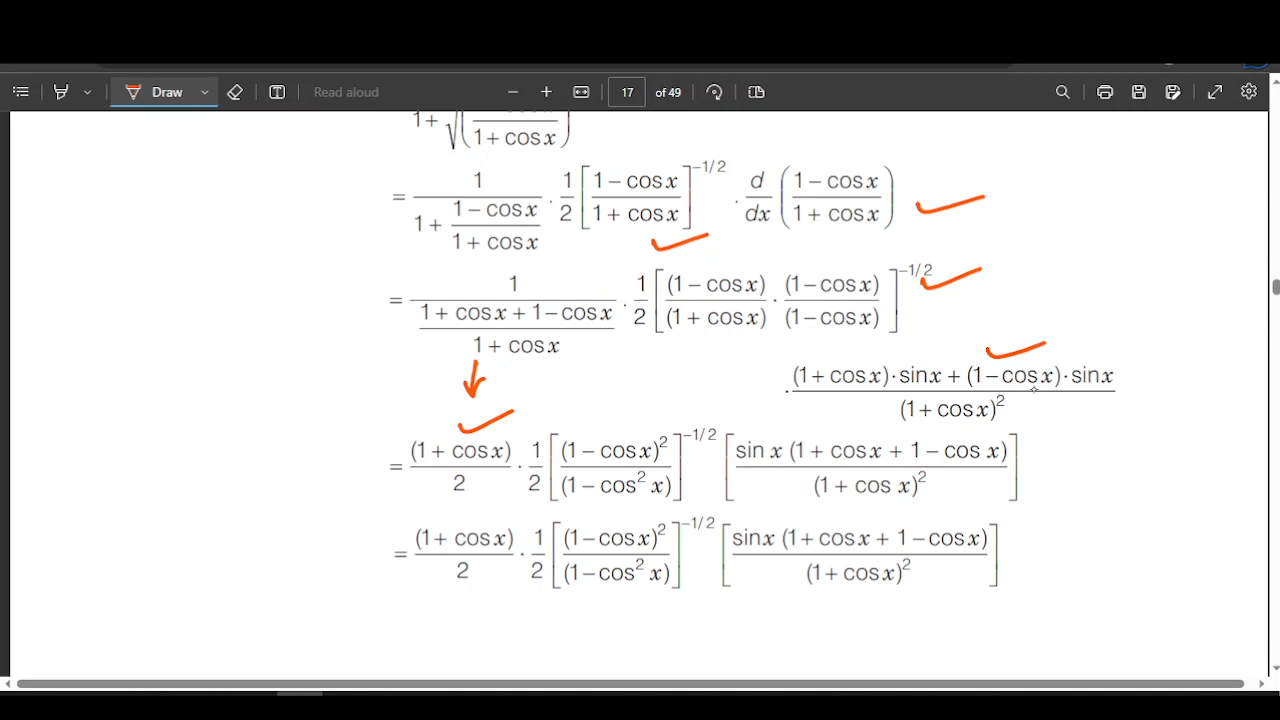 Draw
Read aloud
17 of 49
1 + √( / 1 + cos x )
= 1 / (1 + (1 – cos x)/(1 + cos x)) · 1/2 [(1 – cos x)/(1 + cos x)]^(–1/2) · d/dx ((1 – cos x)/(1 + cos x))
= 1 / ((1 + cos x + 1 – cos x)/(1 + cos x)) · 1/2 [(1 – cos x)/(1 + cos x) · (1 – cos x)/(1 – cos x)]^(–1/2)
· ((1 + cos x) · sin x + (1 – cos x) · sin x)/(1 + cos x)^2
= (1 + cos x)/2 · 1/2 [(1 – cos x)^2/(1 – cos^2 x)]^(–1/2) [sin x (1 + cos x + 1 – cos x)/(1 + cos x)^2]
= (1 + cos x)/2 · 1/2 [(1 – cos x)^2/(1 – cos^2 x)]^(–1/2) [sin x (1 + cos x + 1 – cos x)/(1 + cos x)^2]